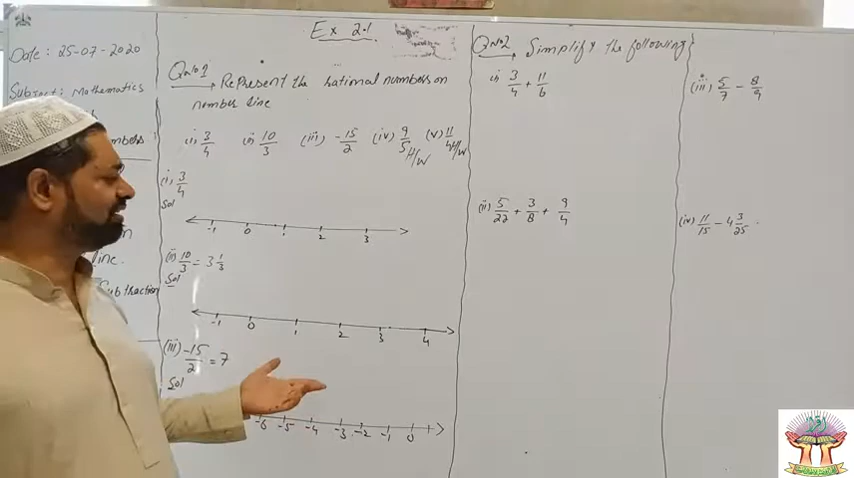 Ex 2.1
Date: 25-07-2020
Subject: Mathematics
mbers
on
line.
Subtraction
Q No1 Represent the rational numbers on
number line
(i) 3/4 (ii) 10/3 (iii) -15/2 (iv) 9/5 H/W (v) 11/4 H/W
(i) 3/4
Sol
-1 0 1 2 3
(ii) 10/3 = 3 1/3
Sol
-1 0 1 2 3 4
(iii) -15/2 = 7
Sol
-6 -5 -4 -3 -2 -1 0
Q No2 Simplify the following}
(i) 3/4 + 11/6
(ii) 5/22 + 3/8 + 9/4
(iii) 5/7 - 8/9
(iv) 11/15 - 4 3/25